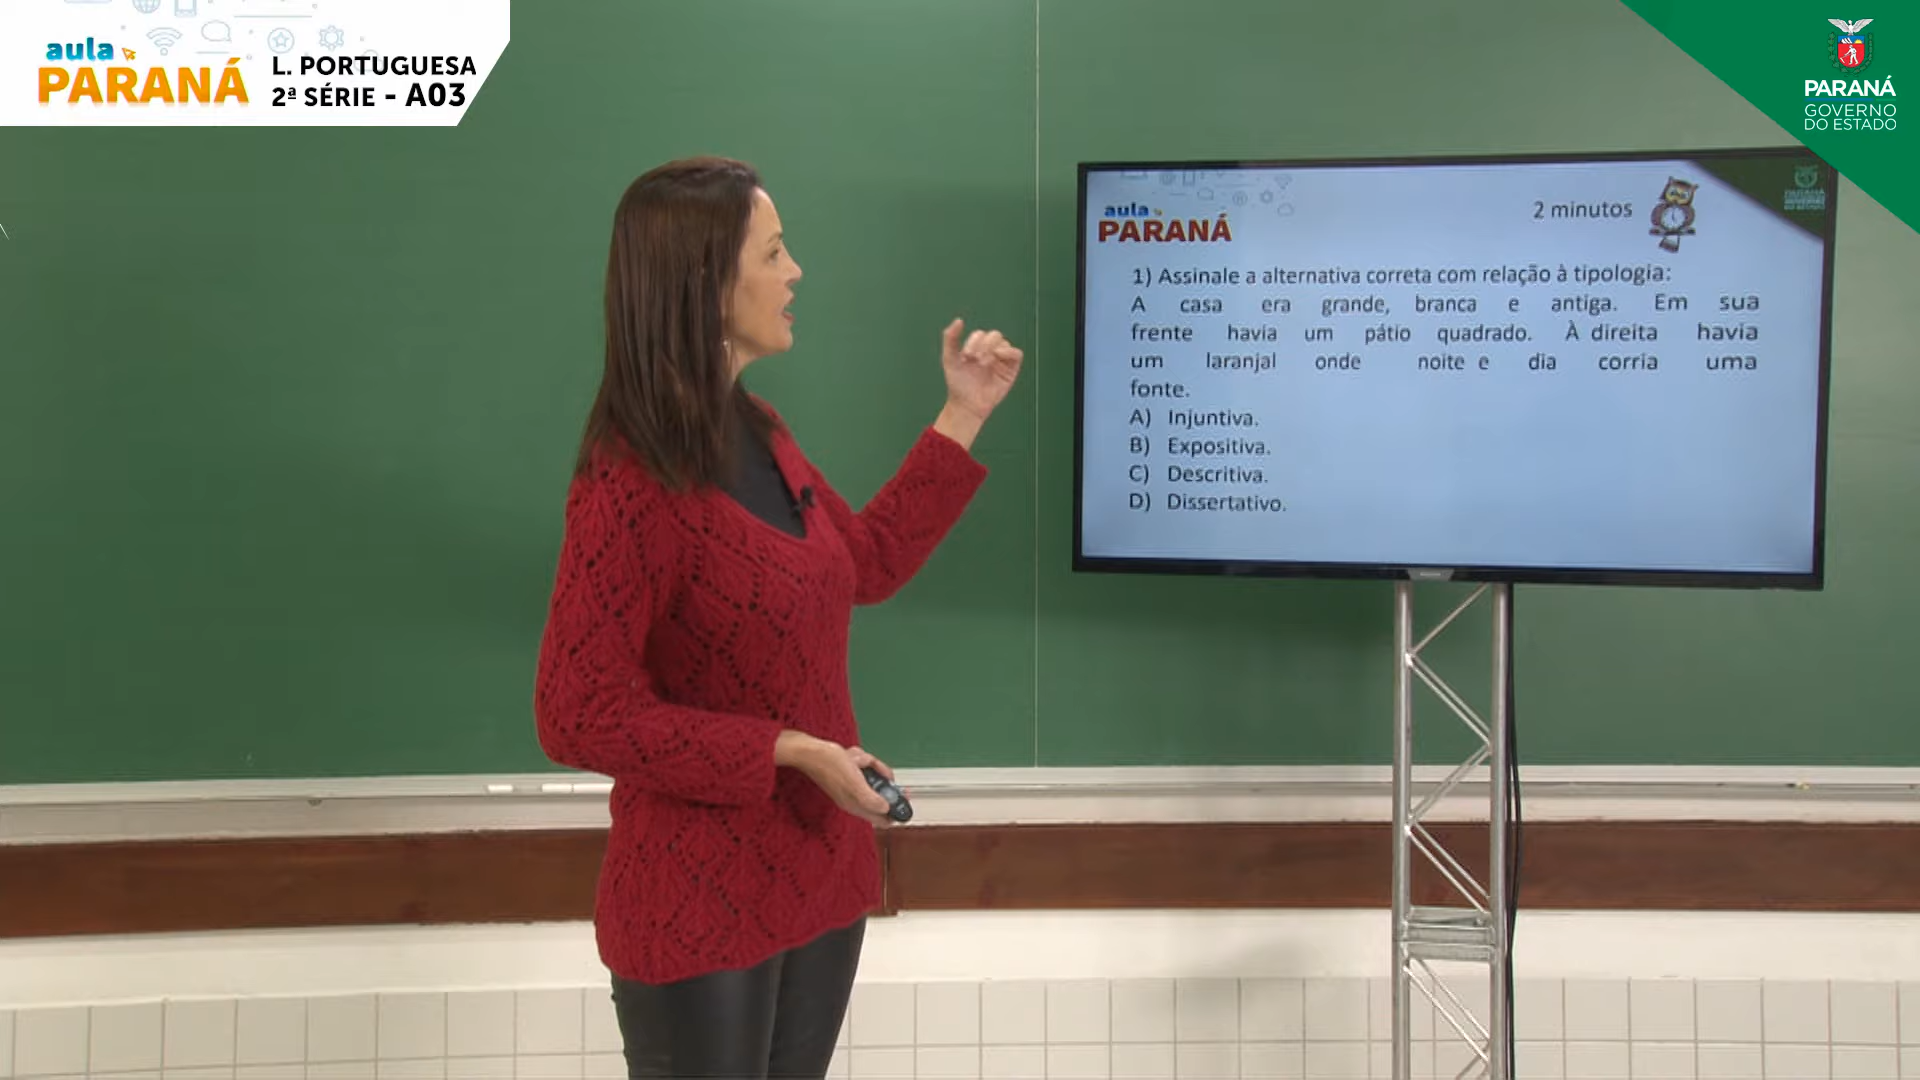 aula
PARANÁ
L. PORTUGUESA
2ª SÉRIE - A03
PARANÁ
GOVERNO
DO ESTADO
aula
PARANÁ
2 minutos
1) Assinale a alternativa correta com relação à tipologia:
A casa era grande, branca e antiga. Em sua
frente havia um pátio quadrado. À direita havia
um laranjal onde noite e dia corria uma
fonte.
A) Injuntiva.
B) Expositiva.
C) Descritiva.
D) Dissertativo.